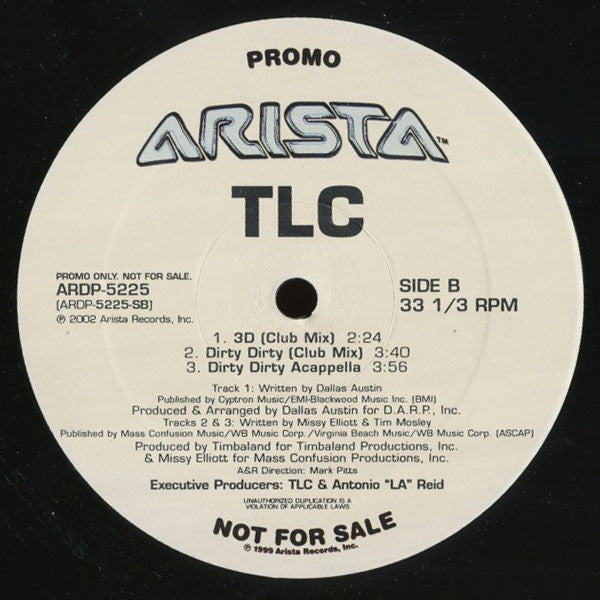 PROMO
ARISTA™
TLC
PROMO ONLY. NOT FOR SALE.
ARDP-5225
(ARDP-5225-SB)
℗ 2002 Arista Records, Inc.
SIDE B
33 1/3 RPM
1. 3D (Club Mix) 2:24
2. Dirty Dirty (Club Mix) 3:40
3. Dirty Dirty Acappella 3:56
Track 1: Written by Dallas Austin
Published by Cyptron Music/EMI-Blackwood Music Inc. (BMI)
Produced & Arranged by Dallas Austin for D.A.R.P., Inc.
Tracks 2 & 3: Written by Missy Elliott & Tim Mosley
Published by Mass Confusion Music/WB Music Corp./Virginia Beach Music/WB Music Corp. (ASCAP)
Produced by Timbaland for Timbaland Productions, Inc.
& Missy Elliott for Mass Confusion Productions, Inc.
A&R Direction: Mark Pitts
Executive Producers: TLC & Antonio "LA" Reid
UNAUTHORIZED DUPLICATION IS A
VIOLATION OF APPLICABLE LAWS
NOT FOR SALE
℗ 1999 Arista Records, Inc.